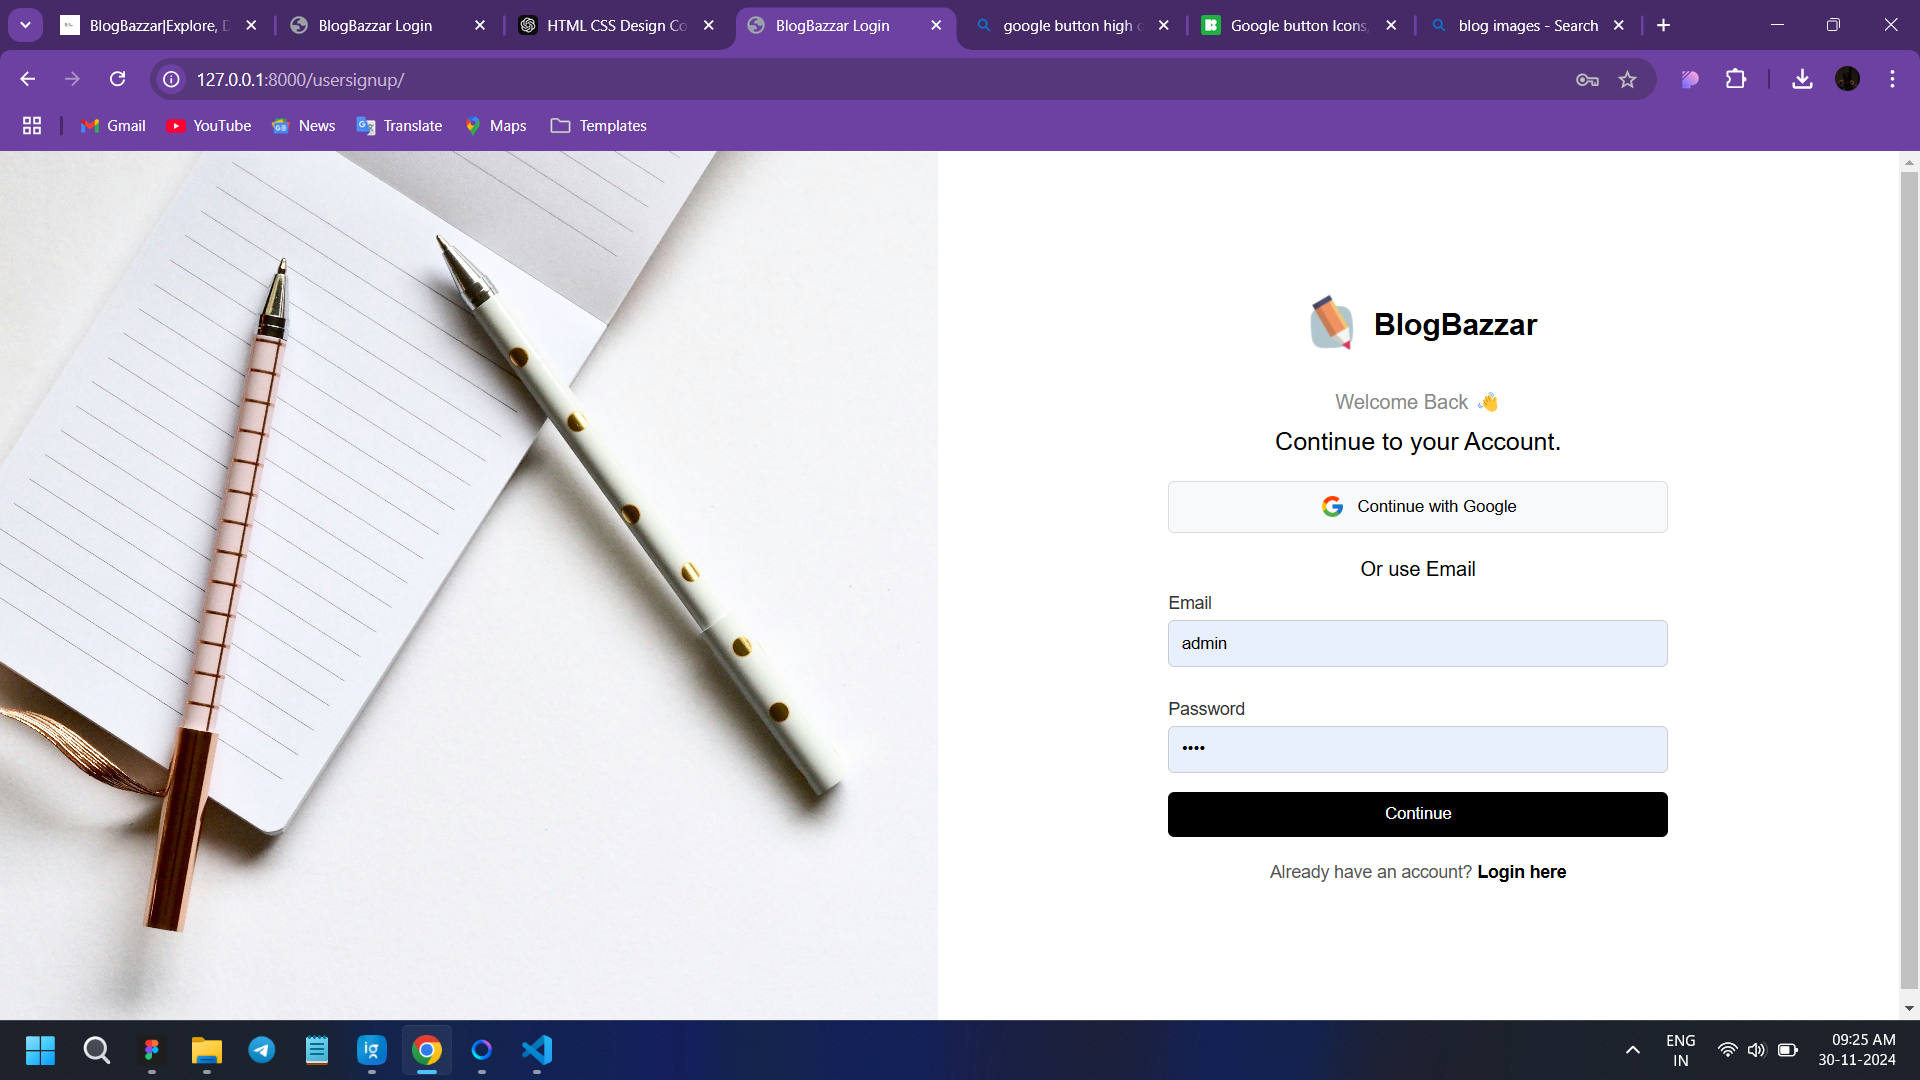 BlogBazzar|Explore, D
BlogBazzar Login
HTML CSS Design Co
BlogBazzar Login
google button high c
Google button Icons,
blog images - Search
127.0.0.1:8000/usersignup/
Gmail
YouTube
News
Translate
Maps
Templates
BlogBazzar
Welcome Back 👋
Continue to your Account.
Continue with Google
Or use Email
Email
admin
Password
••••
Continue
Already have an account? Login here
ig
ENG
IN
09:25 AM
30-11-2024